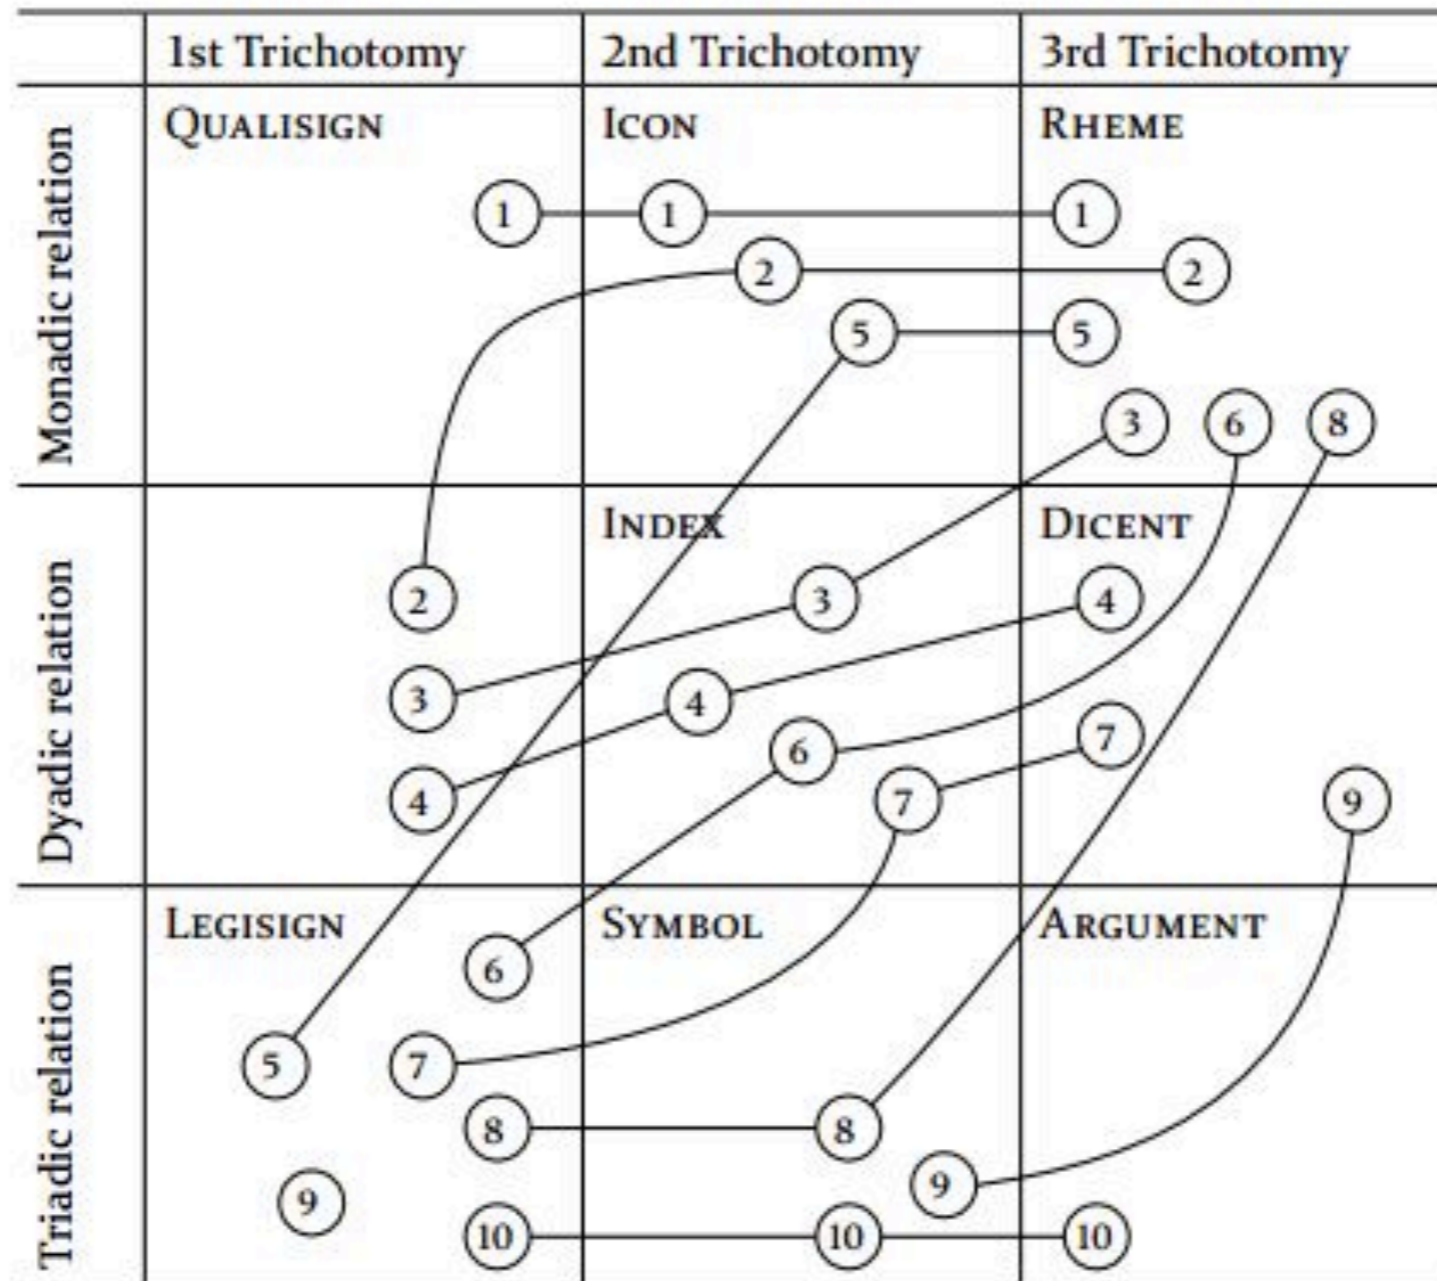 1st Trichotomy 2nd Trichotomy 3rd Trichotomy
Monadic relation
QUALISIGN ICON RHEME
1 1 1
2 2
5 5
3 6 8
Dyadic relation
INDEX DICENT
2 3 4
3 4
6 7
4 7 9
Triadic relation
LEGISIGN SYMBOL ARGUMENT
6
5 7
8 8
9 9
10 10 10